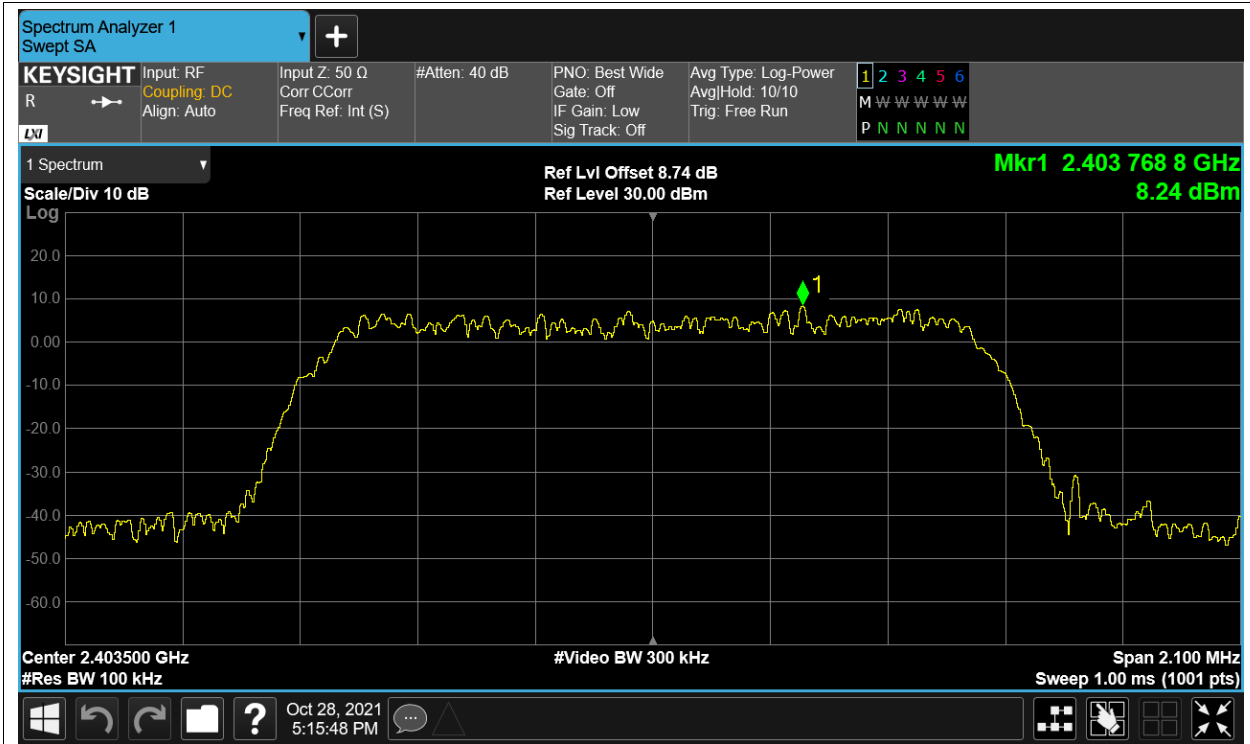 Spectrum Analyzer 1
Swept SA
KEYSIGHT
R
LXI
Input: RF
Coupling: DC
Align: Auto
Input Z: 50 Ω
Corr CCorr
Freq Ref: Int (S)
#Atten: 40 dB
PNO: Best Wide
Gate: Off
IF Gain: Low
Sig Track: Off
Avg Type: Log-Power
Avg|Hold: 10/10
Trig: Free Run
1 2 3 4 5 6
M W W W W W
P N N N N N
1 Spectrum
Scale/Div 10 dB
Log
Ref Lvl Offset 8.74 dB
Ref Level 30.00 dBm
Mkr1 2.403 768 8 GHz
8.24 dBm
20.0
10.0
0.00
-10.0
-20.0
-30.0
-40.0
-50.0
-60.0
1
Center 2.403500 GHz
#Res BW 100 kHz
#Video BW 300 kHz
Span 2.100 MHz
Sweep 1.00 ms (1001 pts)
?
Oct 28, 2021
5:15:48 PM